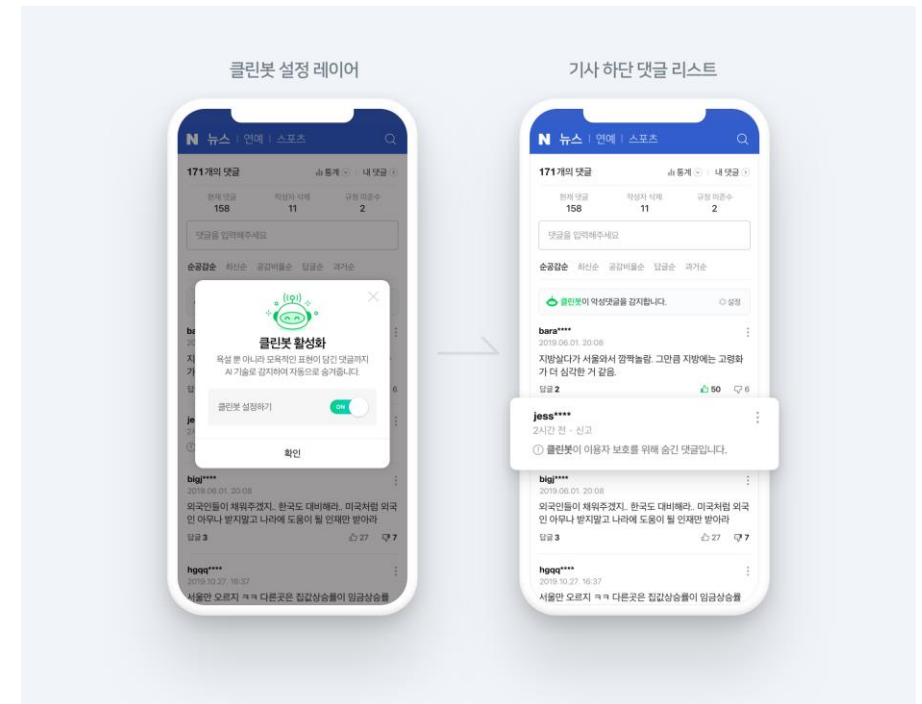 클린봇 설정 레이어
N 뉴스 | 연예 | 스포츠
171개의 댓글 통계 내 댓글
현재 댓글 작성자 삭제 규정 미준수
158 11 2
댓글을 입력해주세요
순공감순 최신순 공감비율순 답글순 과거순
클린봇 활성화
욕설 뿐 아니라 모욕적인 표현이 담긴 댓글까지
AI 기술로 감지하여 자동으로 숨겨줍니다.
클린봇 설정하기 ON
확인
bigj****
2019.06.01. 20:08
외국인들이 채워주겠지.. 한국도 대비해라.. 미국처럼 외국
인 아무나 받지말고 나라에 도움이 될 인재만 받아라
답글 3 27 7
hgqq****
2019.10.27. 16:37
서울만 오르지 ㅋㅋ 다른곳은 집값상승률이 임금상승률
기사 하단 댓글 리스트
N 뉴스 | 연예 | 스포츠
171개의 댓글 통계 내 댓글
현재 댓글 작성자 삭제 규정 미준수
158 11 2
댓글을 입력해주세요
순공감순 최신순 공감비율순 답글순 과거순
클린봇이 악성댓글을 감지합니다. 설정
bara****
2019.06.01. 20:08
지방살다가 서울와서 깜짝놀람. 그만큼 지방에는 고령화
가 더 심각한 거 같음.
답글 2 50 6
jess****
2시간 전 · 신고
클린봇이 이용자 보호를 위해 숨긴 댓글입니다.
bigj****
2019.06.01. 20:08
외국인들이 채워주겠지.. 한국도 대비해라.. 미국처럼 외국
인 아무나 받지말고 나라에 도움이 될 인재만 받아라
답글 3 27 7
hgqq****
2019.10.27. 16:37
서울만 오르지 ㅋㅋ 다른곳은 집값상승률이 임금상승률